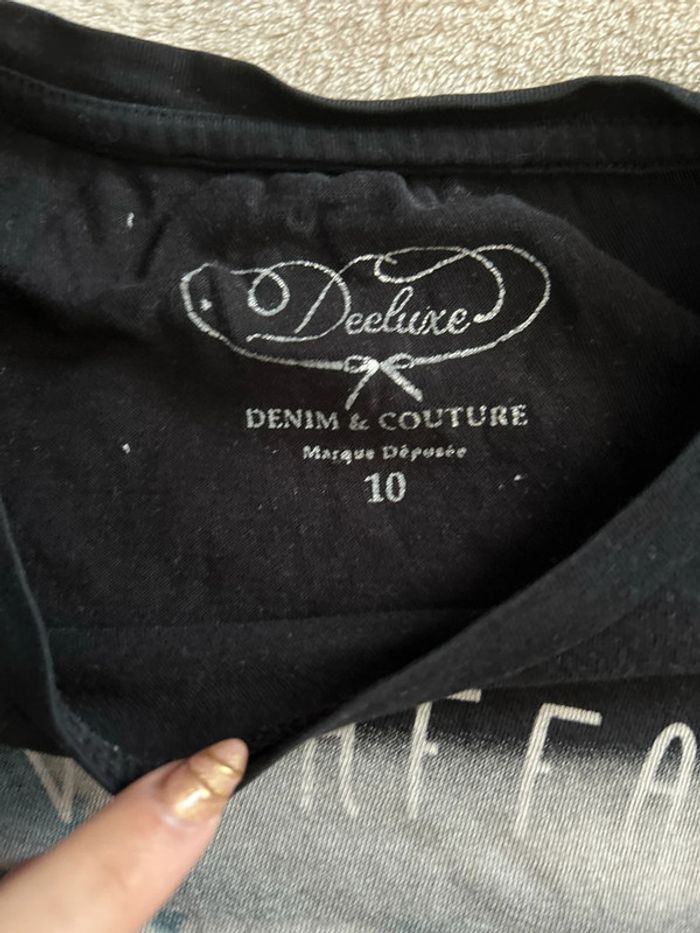 Deeluxe
DENIM & COUTURE
Marque Déposée
10